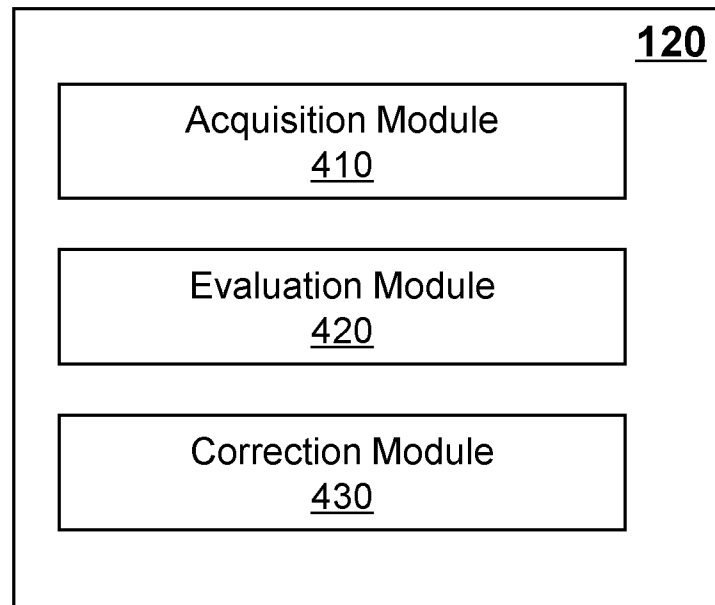 120
Acquisition Module
410
Evaluation Module
420
Correction Module
430